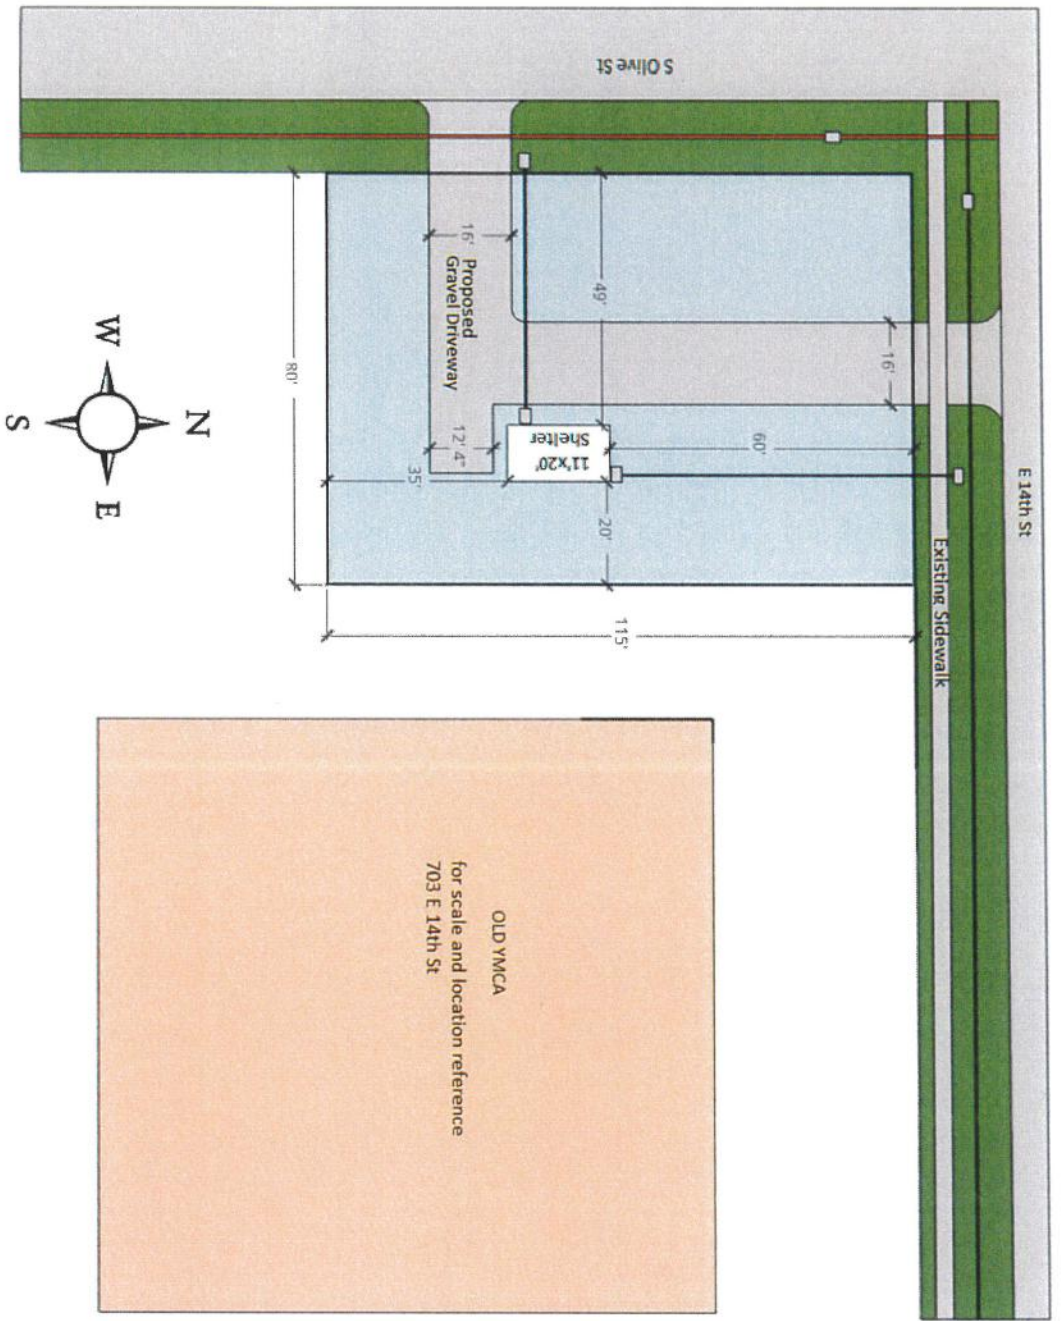 S Olive St
E 14th St
Existing Sidewalk
16'
Proposed
Gravel Driveway
49'
16'
60'
11'x20'
Shelter
12' 4"
35'
20'
80'
115'
N
W
E
S
OLD YMCA
for scale and location reference
703 E 14th St